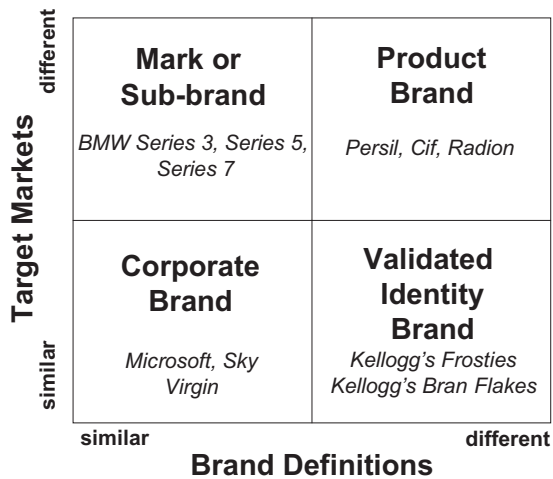 different
Target Markets
similar
Mark or
Sub-brand
BMW Series 3, Series 5,
Series 7
Product
Brand
Persil, Cif, Radion
Corporate
Brand
Microsoft, Sky
Virgin
Validated
Identity
Brand
Kellogg's Frosties
Kellogg's Bran Flakes
similar
different
Brand Definitions